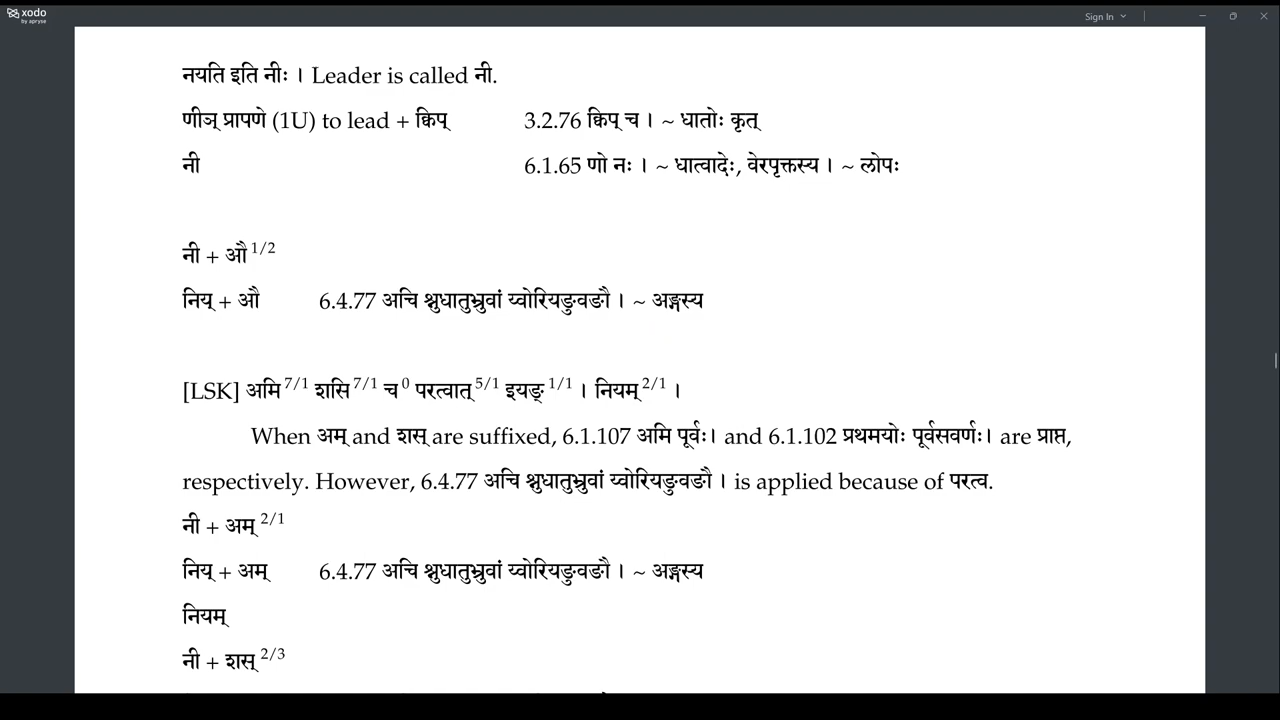 xodo
by apryse
Sign In
नयति इति नीः । Leader is called नी.
णीञ् प्रापणे (1U) to lead + क्विप् 3.2.76 क्विप् च । ~ धातोः कृत्
नी 6.1.65 णो नः । ~ धात्वादेः, वेरपृक्तस्य । ~ लोपः
नी + औ 1/2
निय् + औ 6.4.77 अचि श्नुधातुभ्रुवां य्वोरियङुवङौ । ~ अङ्गस्य
[LSK] अमि 7/1 शसि 7/1 च 0 परत्वात् 5/1 इयङ् 1/1 । नियम् 2/1 ।
When अम् and शस् are suffixed, 6.1.107 अमि पूर्वः। and 6.1.102 प्रथमयोः पूर्वसवर्णः। are प्राप्त,
respectively. However, 6.4.77 अचि श्नुधातुभ्रुवां य्वोरियङुवङौ । is applied because of परत्व.
नी + अम् 2/1
निय् + अम् 6.4.77 अचि श्नुधातुभ्रुवां य्वोरियङुवङौ । ~ अङ्गस्य
नियम्
नी + शस् 2/3